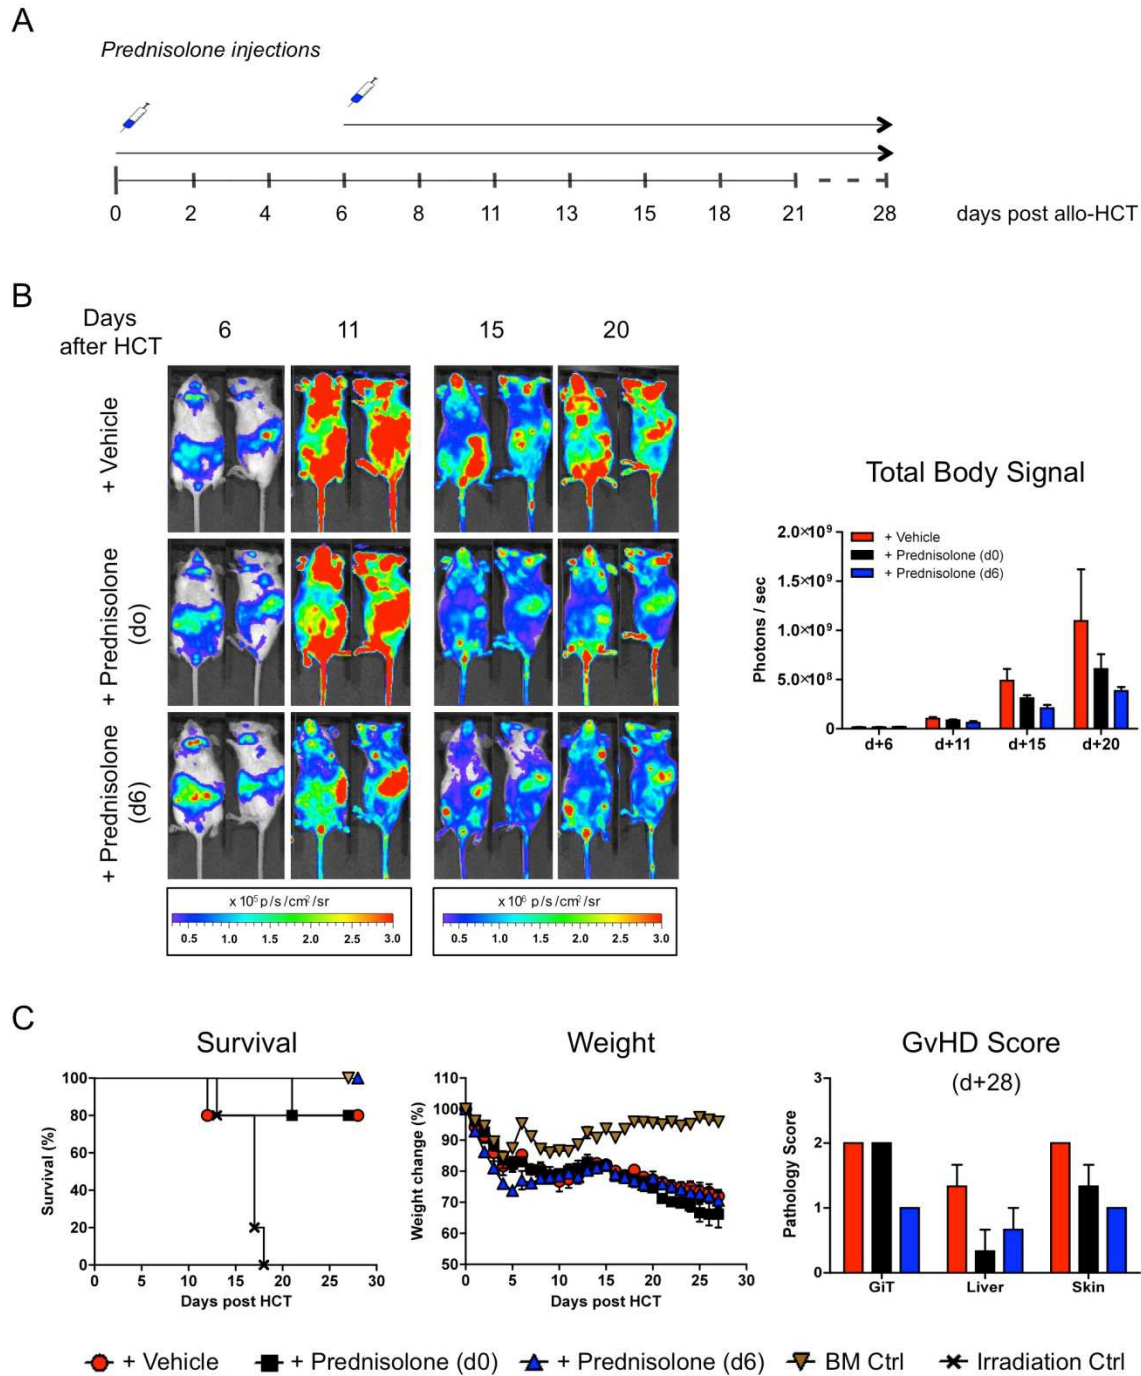 A
Prednisolone injections
0 2 4 6 8 11 13 15 18 21 28 days post allo-HCT
B
Days after HCT 6 11 15 20
+ Vehicle
+ Prednisolone (do)
+ Prednisolone (d6)
x 10⁵ p/s/cm²/sr
0.5 1.0 1.5 2.0 2.5 3.0
x 10⁶ p/s/cm²/sr
0.5 1.0 1.5 2.0 2.5 3.0
Total Body Signal
Photons / sec
2.0×10⁹
1.5×10⁹
1.0×10⁹
5.0×10⁸
0
+ Vehicle
+ Prednisolone (d0)
+ Prednisolone (d6)
d+6 d+11 d+15 d+20
C
Survival
Survival (%)
100
80
60
40
20
0
0 5 10 15 20 25 30
Days post HCT
Weight
Weight change (%)
110
100
90
80
70
60
50
0 5 10 15 20 25 30
Days post HCT
GvHD Score
(d+28)
Pathology Score
3
2
1
0
GiT Liver Skin
+ Vehicle + Prednisolone (d0) + Prednisolone (d6) BM Ctrl Irradiation Ctrl